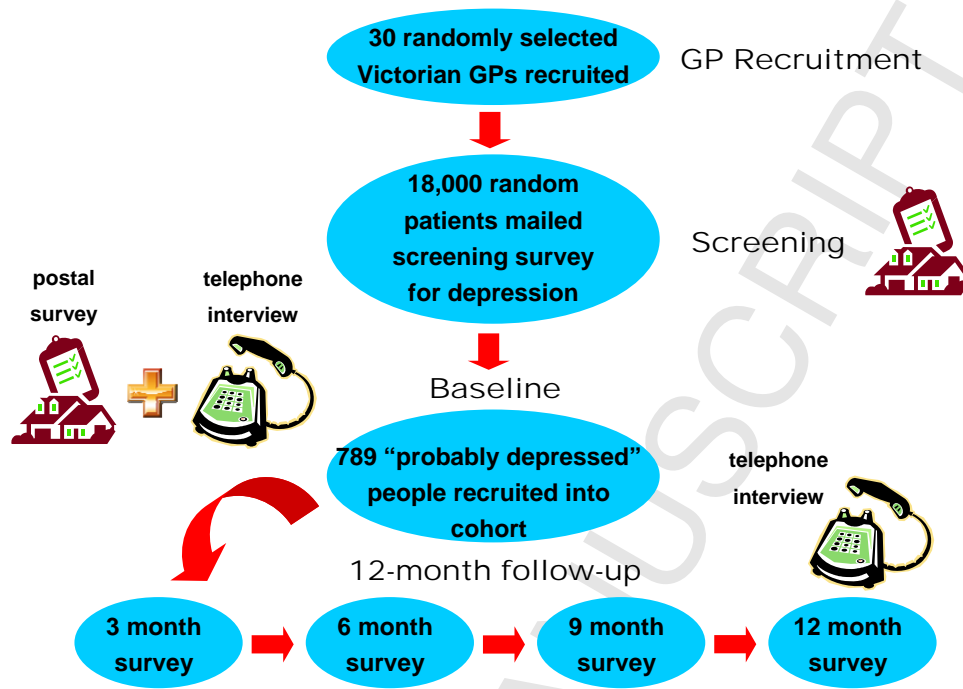 30 randomly selected
Victorian GPs recruited
GP Recruitment
18,000 random
patients mailed
screening survey
for depression
Screening
postal
survey
telephone
interview
Baseline
789 “probably depressed”
people recruited into
cohort
telephone
interview
12-month follow-up
3 month
survey
6 month
survey
9 month
survey
12 month
survey